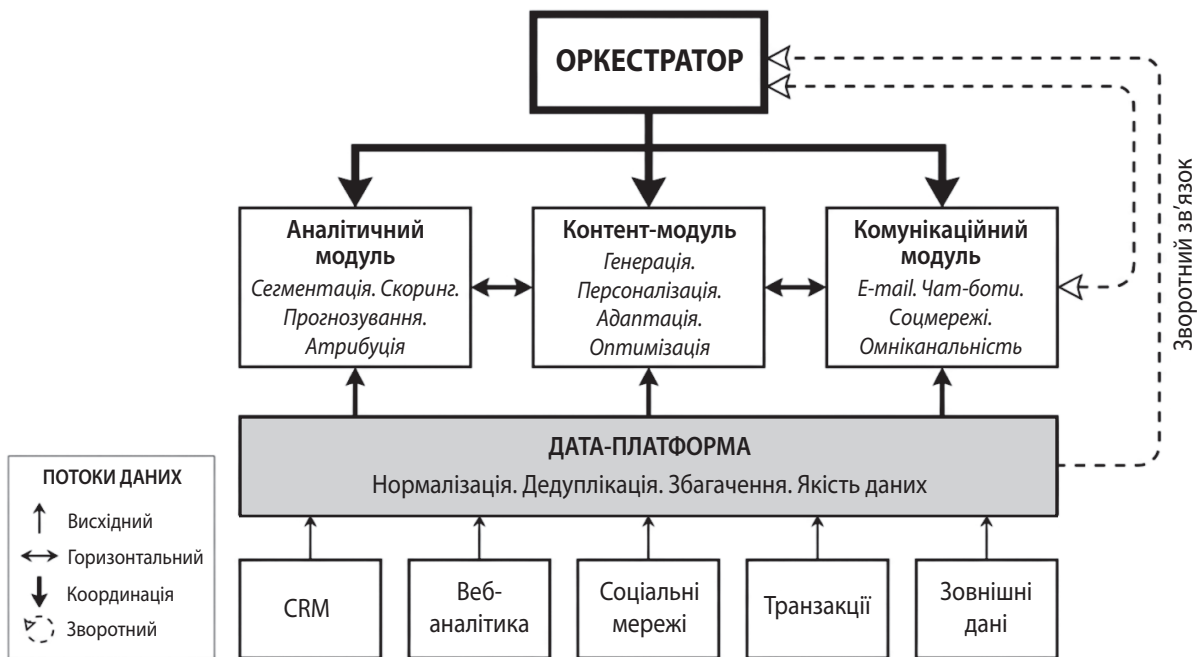 ОРКЕСТРАТОР
Зворотний зв’язок
Аналітичний
модуль
Сегментація. Скоринг.
Прогнозування.
Атрибуція
Контент-модуль
Генерація.
Персоналізація.
Адаптація.
Оптимізація
Комунікаційний
модуль
E-mail. Чат-боти.
Соцмережі.
Омніканальність
ДАТА-ПЛАТФОРМА
Нормалізація. Дедуплікація. Збагачення. Якість даних
ПОТОКИ ДАНИХ
Висхідний
Горизонтальний
Координація
Зворотний
CRM
Веб-
аналітика
Соціальні
мережі
Транзакції
Зовнішні
дані